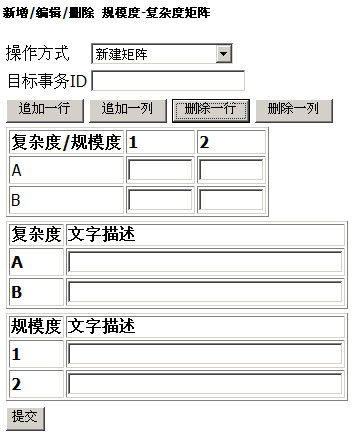 新增/编辑/删除 规模度-复杂度矩阵
操作方式 新建矩阵
目标事务ID
追加一行 追加一列 删除一行 删除一列
复杂度/规模度 1 2
A
B
复杂度 文字描述
A
B
规模度 文字描述
1
2
提交